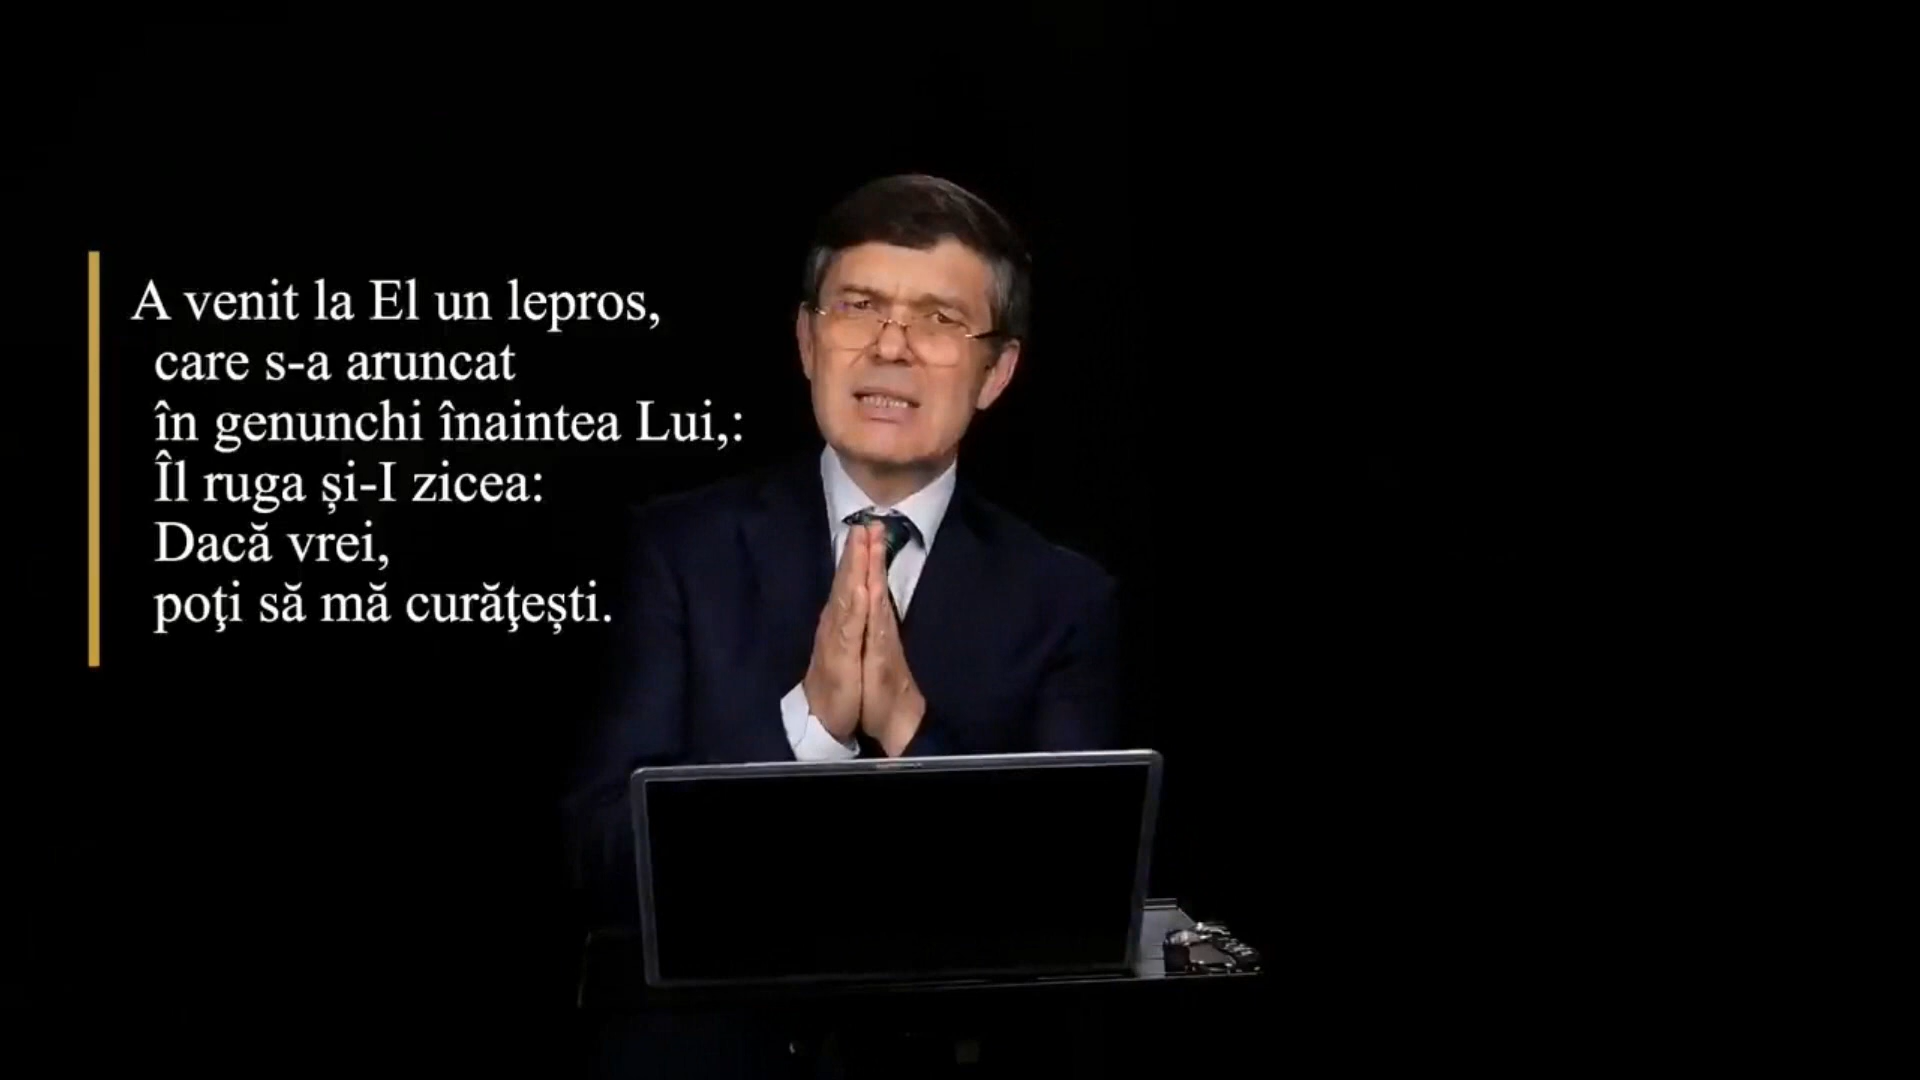 A venit la El un lepros,
care s-a aruncat
în genunchi înaintea Lui,:
Îl ruga și-I zicea:
Dacă vrei,
poţi să mă curăţești.